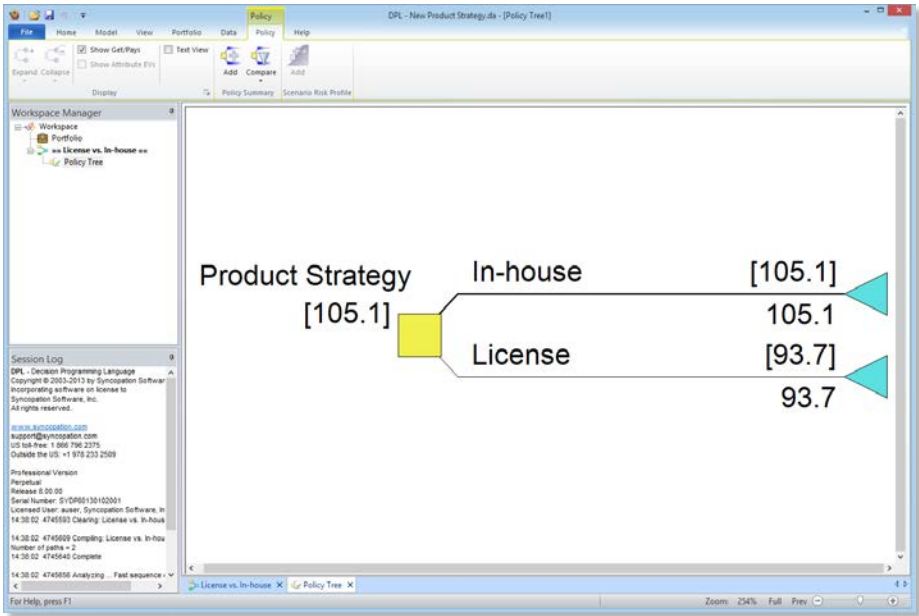 Policy
DPL - New Product Strategy.da - [Policy Tree1]
File Home Model View Portfolio Data Policy Help
Expand Collapse
Show Get/Pays
Show Attribute EVs
Text View
Add Compare
Add
Display
Policy Summary
Scenario Risk Profile
Workspace Manager
Workspace
Portfolio
== License vs. In-house ==
Policy Tree
Product Strategy
[105.1]
In-house
[105.1]
105.1
License
[93.7]
93.7
Session Log
DPL - Decision Programming Language
Copyright © 2003-2013 by Syncopation Softwar
Incorporating software on license to
Syncopation Software, Inc.
All rights reserved.
www.syncopation.com
support@syncopation.com
US toll-free: 1 866 796 2375
Outside the US: +1 978 233 2509
Professional Version
Perpetual
Release 8.00.00
Serial Number: SYDP80130102001
Licensed User: auser, Syncopation Software, In
14:38:02 4745593 Clearing: License vs. In-hous
14:38:02 4745609 Compiling: License vs. In-hou
Number of paths = 2
14:38:02 4745640 Complete
14:38:02 4745656 Analyzing ... Fast sequence
License vs. In-house
Policy Tree
For Help, press F1
Zoom: 254% Full Prev